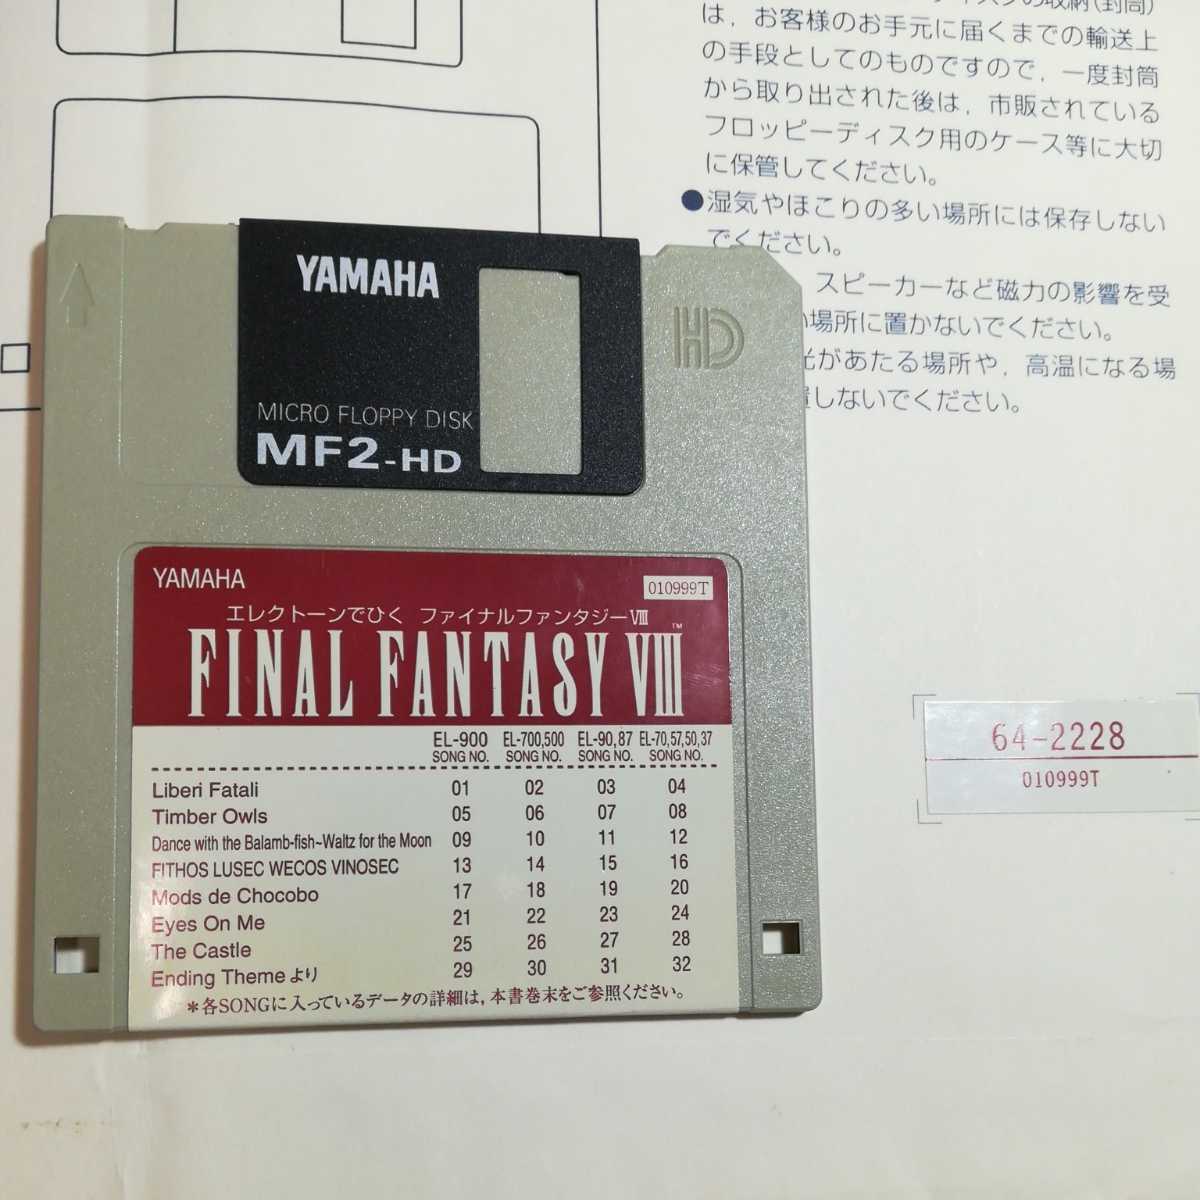 は，お客様のお手元に届くまでの輸送上
の手段としてのものですので，一度封筒
から取り出された後は，市販されている
フロッピーディスク用のケース等に大切
に保管してください。
●湿気やほこりの多い場所には保存しない
でください。
スピーカーなど磁力の影響を受
場所に置かないでください。
光があたる場所や，高温になる場
しないでください。
YAMAHA
HD
MICRO FLOPPY DISK
MF2-HD
YAMAHA
010999T
エレクトーンでひく ファイナルファンタジーⅧ
FINAL FANTASY VIII™
EL-900 EL-700,500 EL-90,87 EL-70,57,50,37
SONG NO. SONG NO. SONG NO. SONG NO.
Liberi Fatali 01 02 03 04
Timber Owls 05 06 07 08
Dance with the Balamb-fish~Waltz for the Moon 09 10 11 12
FITHOS LUSEC WECOS VINOSEC 13 14 15 16
Mods de Chocobo 17 18 19 20
Eyes On Me 21 22 23 24
The Castle 25 26 27 28
Ending Themeより 29 30 31 32
＊各SONGに入っているデータの詳細は，本書巻末をご参照ください。
64-2228
010999T